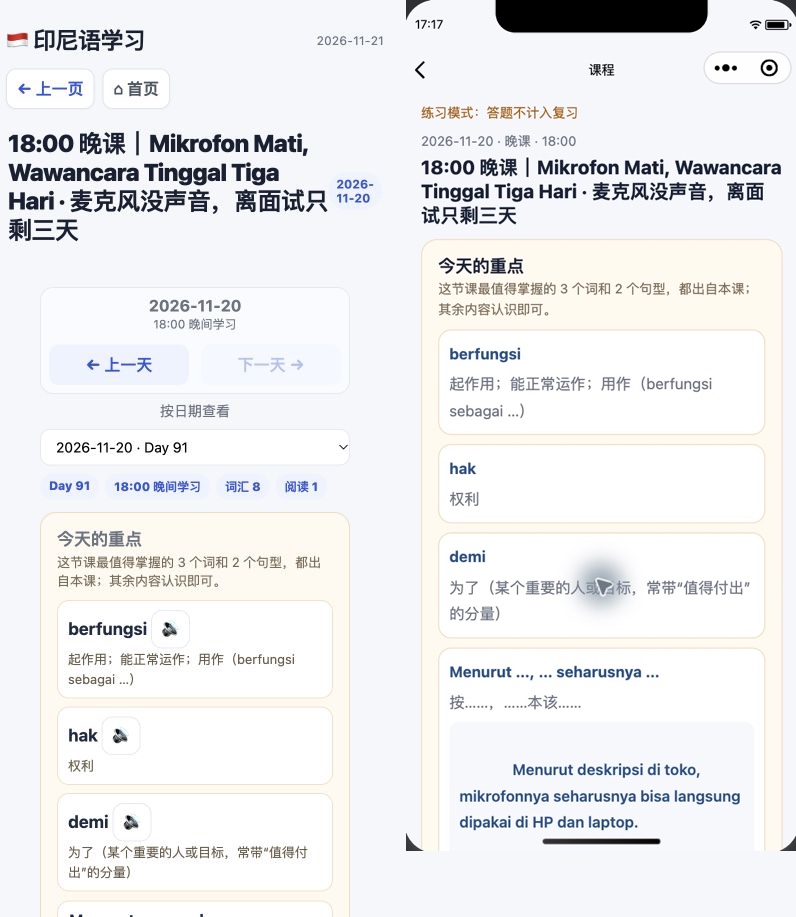 印尼语学习
2026-11-21
← 上一页
⌂ 首页
18:00 晚课｜Mikrofon Mati,
Wawancara Tinggal Tiga
Hari · 麦克风没声音，离面试只
剩三天
2026-
11-20
2026-11-20
18:00 晚间学习
← 上一天
下一天 →
按日期查看
2026-11-20 · Day 91
Day 91
18:00 晚间学习
词汇 8
阅读 1
今天的重点
这节课最值得掌握的 3 个词和 2 个句型，都出
自本课；其余内容认识即可。
berfungsi
起作用；能正常运作；用作（berfungsi
sebagai ...）
hak
权利
demi
为了（某个重要的人或目标，常带“值得付
出”的分量）
17:17
课程
练习模式：答题不计入复习
2026-11-20 · 晚课 · 18:00
18:00 晚课｜Mikrofon Mati, Wawancara
Tinggal Tiga Hari · 麦克风没声音，离面
试只剩三天
今天的重点
这节课最值得掌握的 3 个词和 2 个句型，都出自本课；
其余内容认识即可。
berfungsi
起作用；能正常运作；用作（berfungsi
sebagai ...）
hak
权利
demi
为了（某个重要的人或目标，常带“值得付出”
的分量）
Menurut ..., ... seharusnya ...
按……，……本该……
Menurut deskripsi di toko,
mikrofonnya seharusnya bisa langsung
dipakai di HP dan laptop.